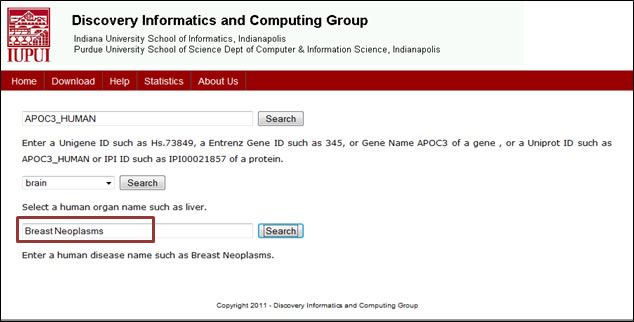 IUPUI
Discovery Informatics and Computing Group
Indiana University School of Informatics, Indianapolis
Purdue University School of Science Dept of Computer & Information Science, Indianapolis
Home Download Help Statistics About Us
APOC3_HUMAN Search
Enter a Unigene ID such as Hs.73849, a Entrenz Gene ID such as 345, or Gene Name APOC3 of a gene , or a Uniprot ID such as
APOC3_HUMAN or IPI ID such as IPI00021857 of a protein.
brain Search
Select a human organ name such as liver.
Breast Neoplasms Search
Enter a human disease name such as Breast Neoplasms.
Copyright 2011 - Discovery Informatics and Computing Group